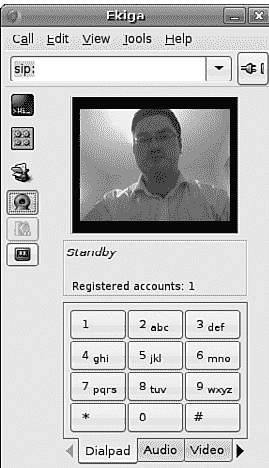 Ekiga
Call Edit View Tools Help
sip:
Standby
Registered accounts: 1
1 2 abc 3 def
4 ghi 5 jkl 6 mno
7 pqrs 8 tuv 9 wxyz
* 0 #
Dialpad Audio Video